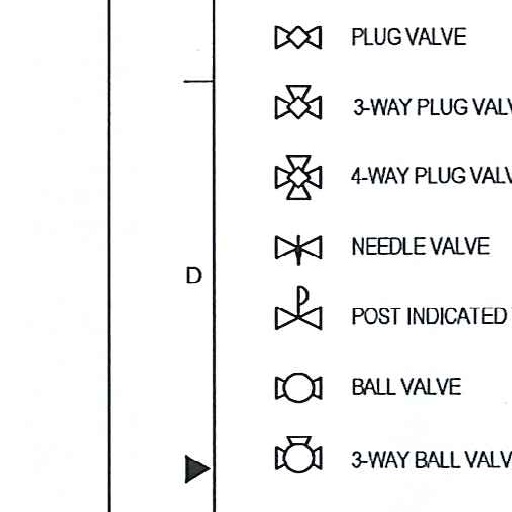 PLUG VALVE
3-WAY PLUG VALV
4-WAY PLUG VALV
NEEDLE VALVE
D
POST INDICATED
BALL VALVE
3-WAY BALL VALV